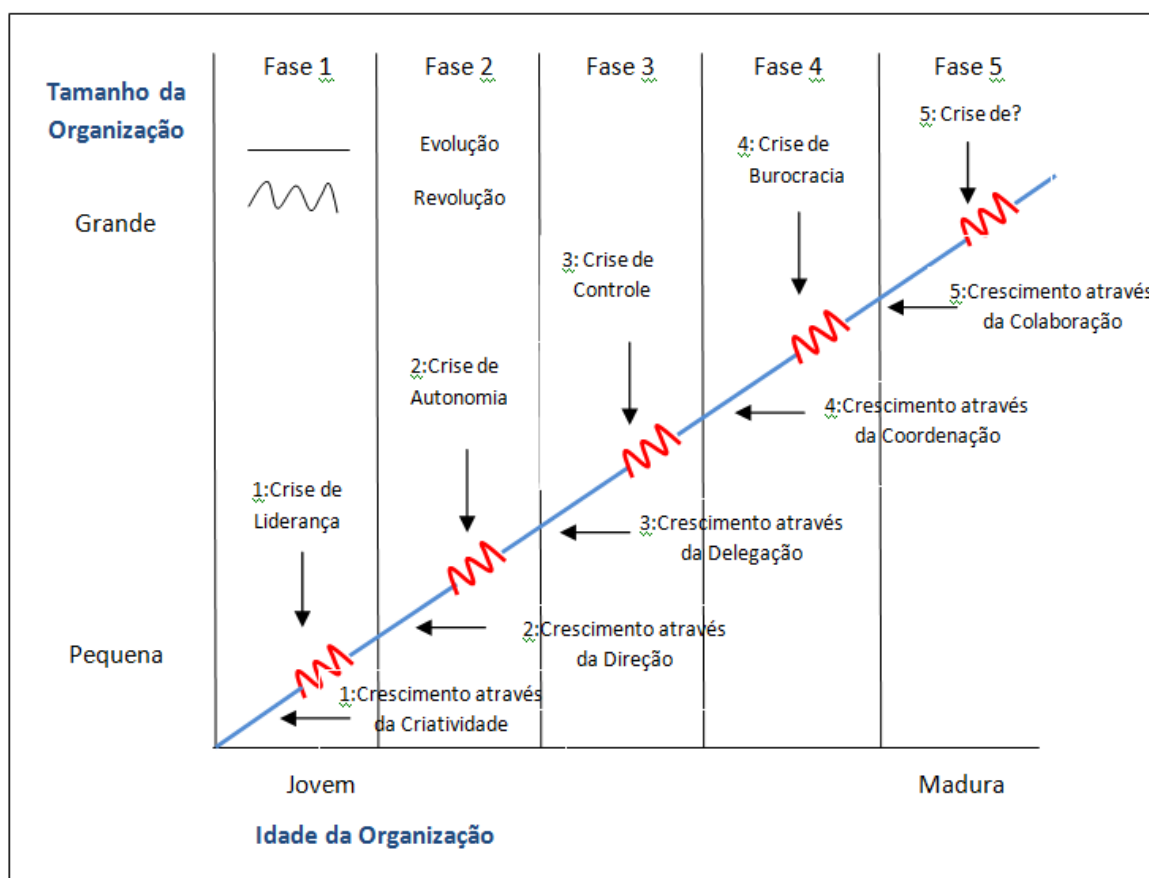 Fase 1
Fase 2
Fase 3
Fase 4
Fase 5
Tamanho da
Organização
Evolução
Revolução
Grande
5: Crise de?
4: Crise de
Burocracia
3: Crise de
Controle
5:Crescimento através
da Colaboração
2:Crise de
Autonomia
4:Crescimento através
da Coordenação
1:Crise de
Liderança
3:Crescimento através
da Delegação
Pequena
2:Crescimento através
da Direção
1:Crescimento através
da Criatividade
Jovem
Madura
Idade da Organização